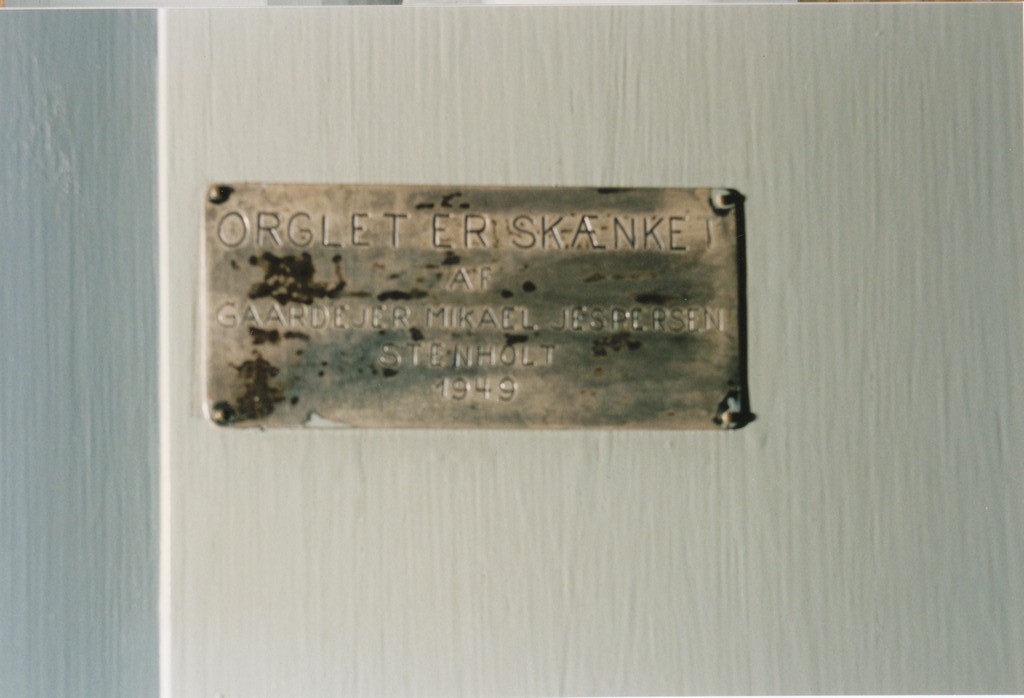 ORGLET ER SKÆNKET
AF
GAARDEJER MIKAEL JESPERSEN
STENHOLT
1949